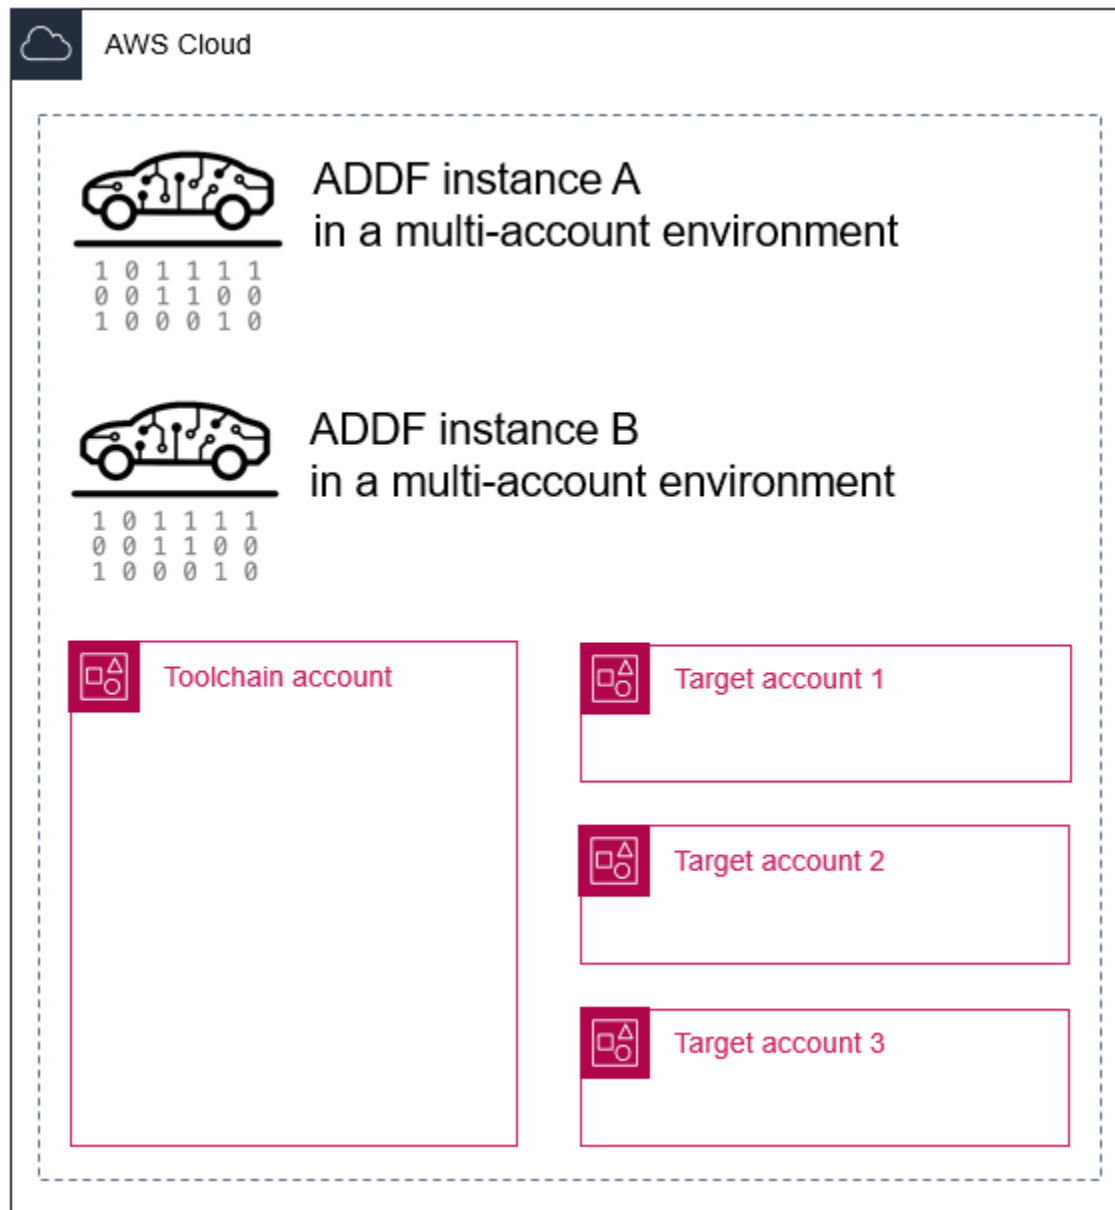 AWS Cloud
ADDF instance A
in a multi-account environment
1 0 1 1 1 1
0 0 1 1 0 0
1 0 0 0 1 0
ADDF instance B
in a multi-account environment
1 0 1 1 1 1
0 0 1 1 0 0
1 0 0 0 1 0
Toolchain account
Target account 1
Target account 2
Target account 3